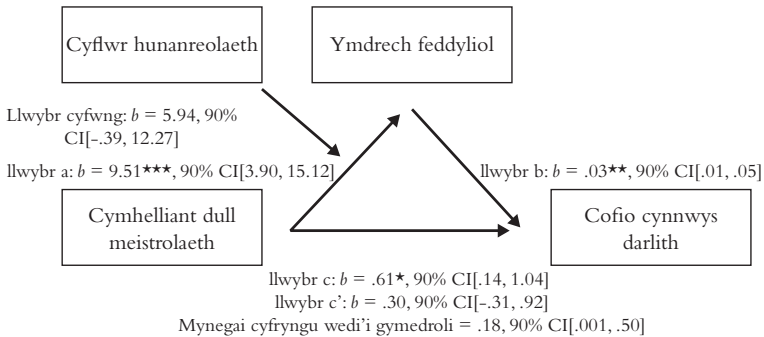 Cyflwr hunanreolaeth
Ymdrech feddyliol
Llwybr cyfwng: b = 5.94, 90%
CI[-.39, 12.27]
llwybr a: b = 9.51★★★, 90% CI[3.90, 15.12]
llwybr b: b = .03★★, 90% CI[.01, .05]
Cymhelliant dull
meistrolaeth
Cofio cynnwys
darlith
llwybr c: b = .61★, 90% CI[.14, 1.04]
llwybr c': b = .30, 90% CI[-.31, .92]
Mynegai cyfryngu wedi'i gymedroli = .18, 90% CI[.001, .50]